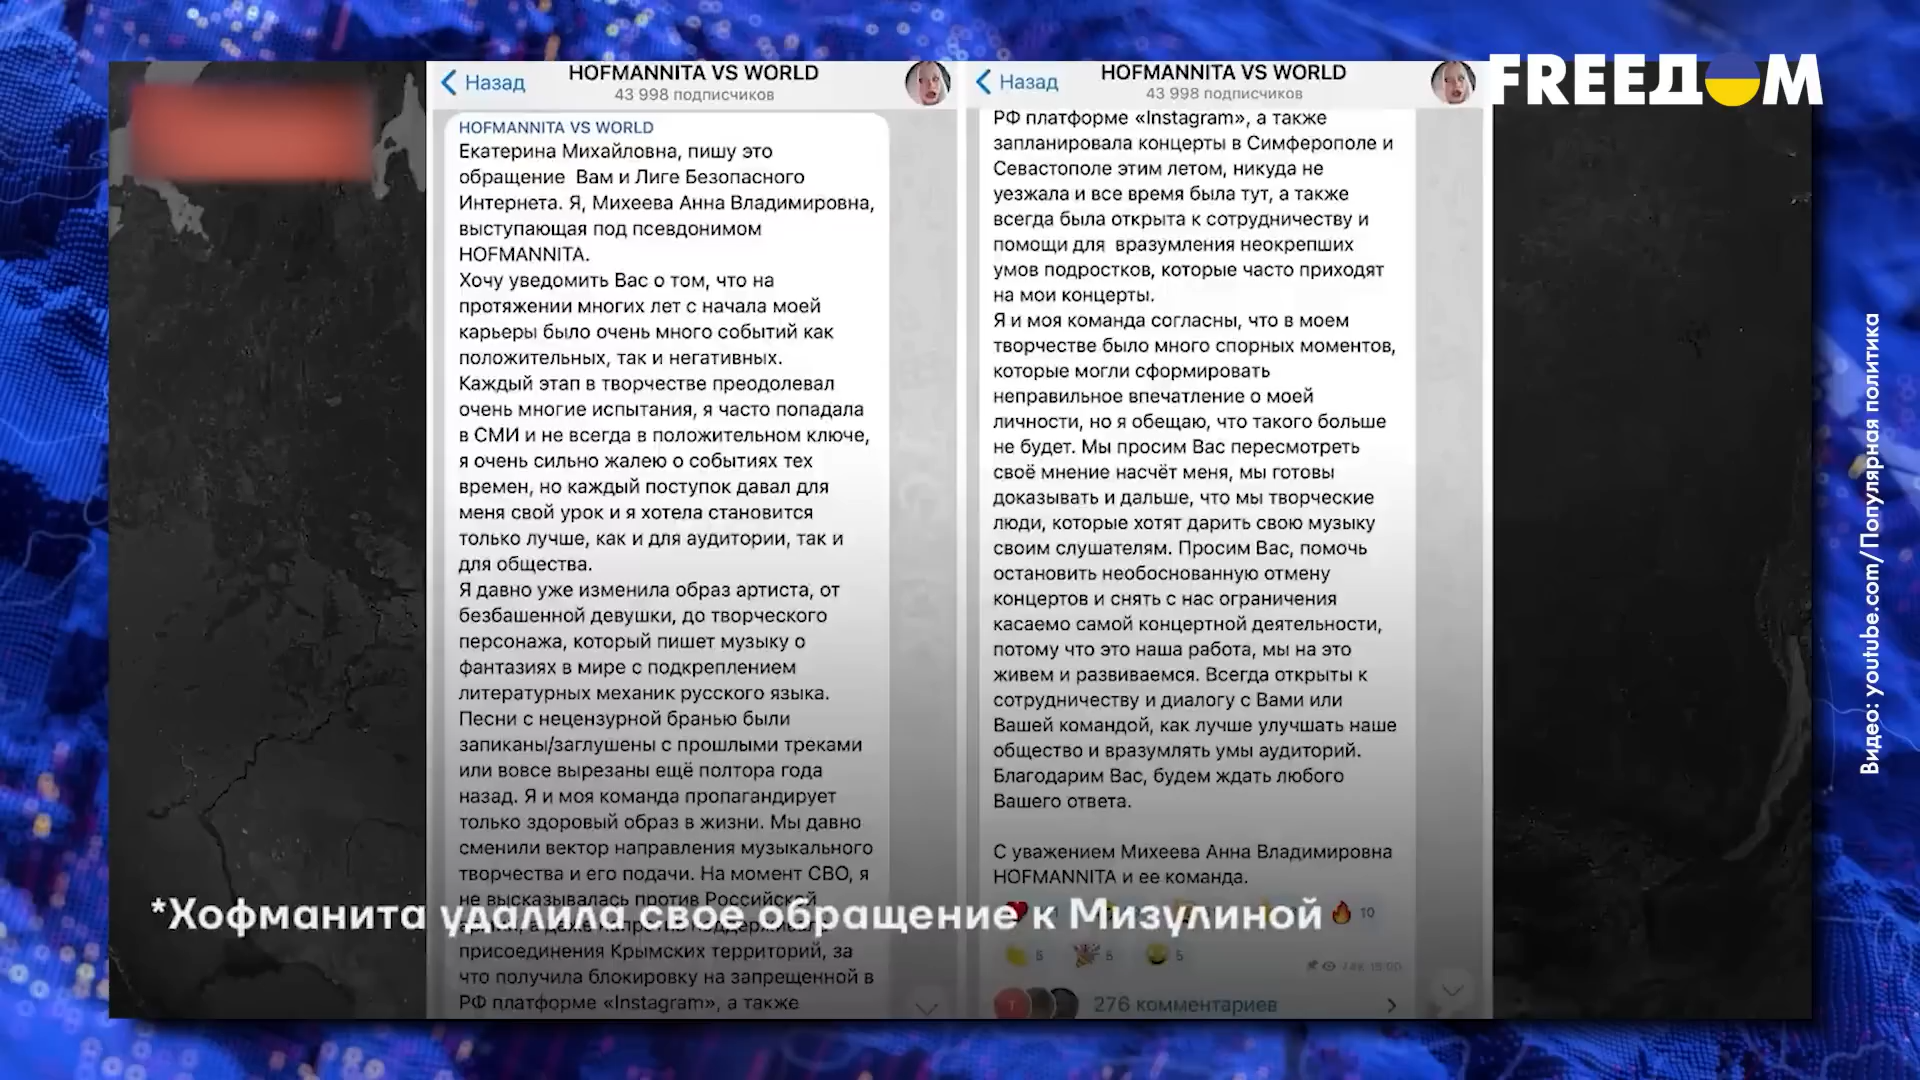 FREEДOM
Назад
HOFMANNITA VS WORLD
43 998 подписчиков
HOFMANNITA VS WORLD
Екатерина Михайловна, пишу это
обращение Вам и Лиге Безопасного
Интернета. Я, Михеева Анна Владимировна,
выступающая под псевдонимом
HOFMANNITA.
Хочу уведомить Вас о том, что на
протяжении многих лет с начала моей
карьеры было очень много событий как
положительных, так и негативных.
Каждый этап в творчестве преодолевал
очень многие испытания, я часто попадала
в СМИ и не всегда в положительном ключе,
я очень сильно жалею о событиях тех
времен, но каждый поступок давал для
меня свой урок и я хотела становится
только лучше, как и для аудитории, так и
для общества.
Я давно уже изменила образ артиста, от
безбашенной девушки, до творческого
персонажа, который пишет музыку о
фантазиях в мире с подкреплением
литературных механик русского языка.
Песни с нецензурной бранью были
запиканы/заглушены с прошлыми треками
или вовсе вырезаны ещё полтора года
назад. Я и моя команда пропагандирует
только здоровый образ в жизни. Мы давно
сменили вектор направления музыкального
творчества и его подачи. На момент СВО, я
не высказывалась против Российской
присоединения Крымских территорий, за
что получила блокировку на запрещенной в
РФ платформе «Instagram», а также
Назад
HOFMANNITA VS WORLD
43 998 подписчиков
РФ платформе «Instagram», а также
запланировала концерты в Симферополе и
Севастополе этим летом, никуда не
уезжала и все время была тут, а также
всегда была открыта к сотрудничеству и
помощи для вразумления неокрепших
умов подростков, которые часто приходят
на мои концерты.
Я и моя команда согласны, что в моем
творчестве было много спорных моментов,
которые могли сформировать
неправильное впечатление о моей
личности, но я обещаю, что такого больше
не будет. Мы просим Вас пересмотреть
своё мнение насчёт меня, мы готовы
доказывать и дальше, что мы творческие
люди, которые хотят дарить свою музыку
своим слушателям. Просим Вас, помочь
остановить необоснованную отмену
концертов и снять с нас ограничения
касаемо самой концертной деятельности,
потому что это наша работа, мы на это
живем и развиваемся. Всегда открыты к
сотрудничеству и диалогу с Вами или
Вашей командой, как лучше улучшать наше
общество и вразумлять умы аудиторий.
Благодарим Вас, будем ждать любого
Вашего ответа.
С уважением Михеева Анна Владимировна
HOFMANNITA и ее команда.
10
5 5 5
276 комментариев
*Хофманита удалила свое обращение к Мизулиной
Видео: youtube.com/Популярная политика